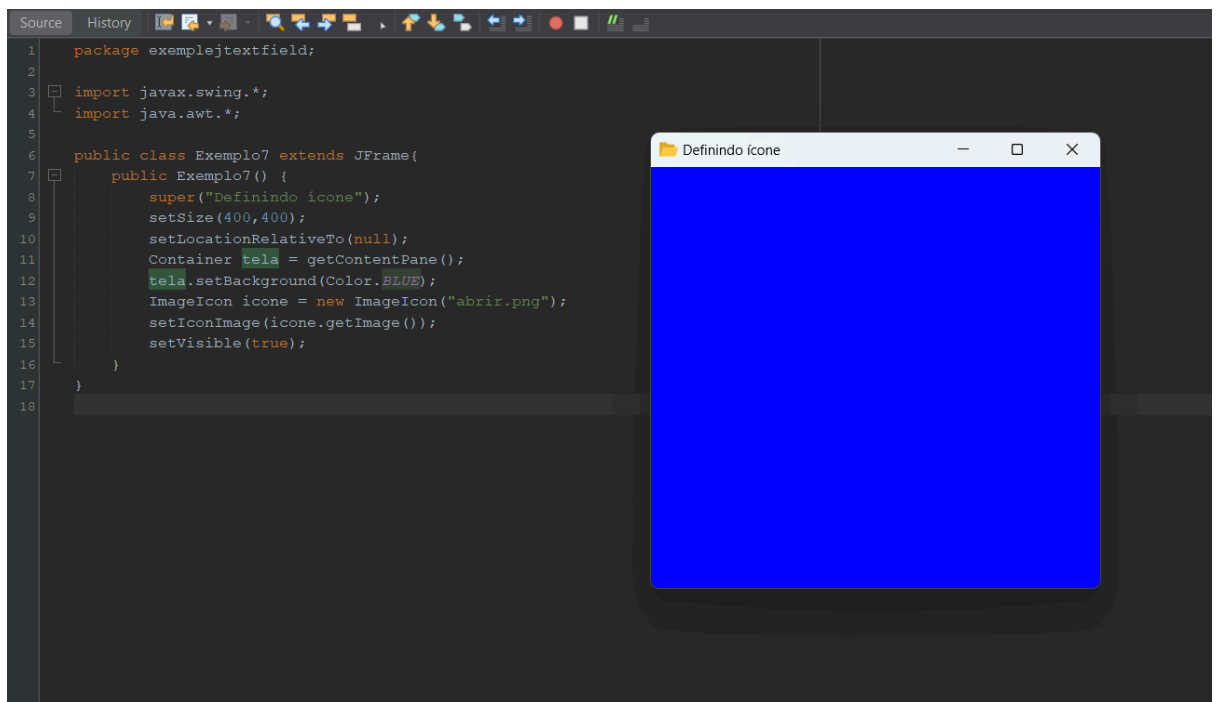 Source History
1 package exemplejtextfield;
2
3 import javax.swing.*;
4 import java.awt.*;
5
6 public class Exemplo7 extends JFrame{
7 public Exemplo7() {
8 super("Definindo ícone");
9 setSize(400,400);
10 setLocationRelativeTo(null);
11 Container tela = getContentPane();
12 tela.setBackground(Color.BLUE);
13 ImageIcon icone = new ImageIcon("abrir.png");
14 setIconImage(icone.getImage());
15 setVisible(true);
16 }
17 }
18
Definindo ícone